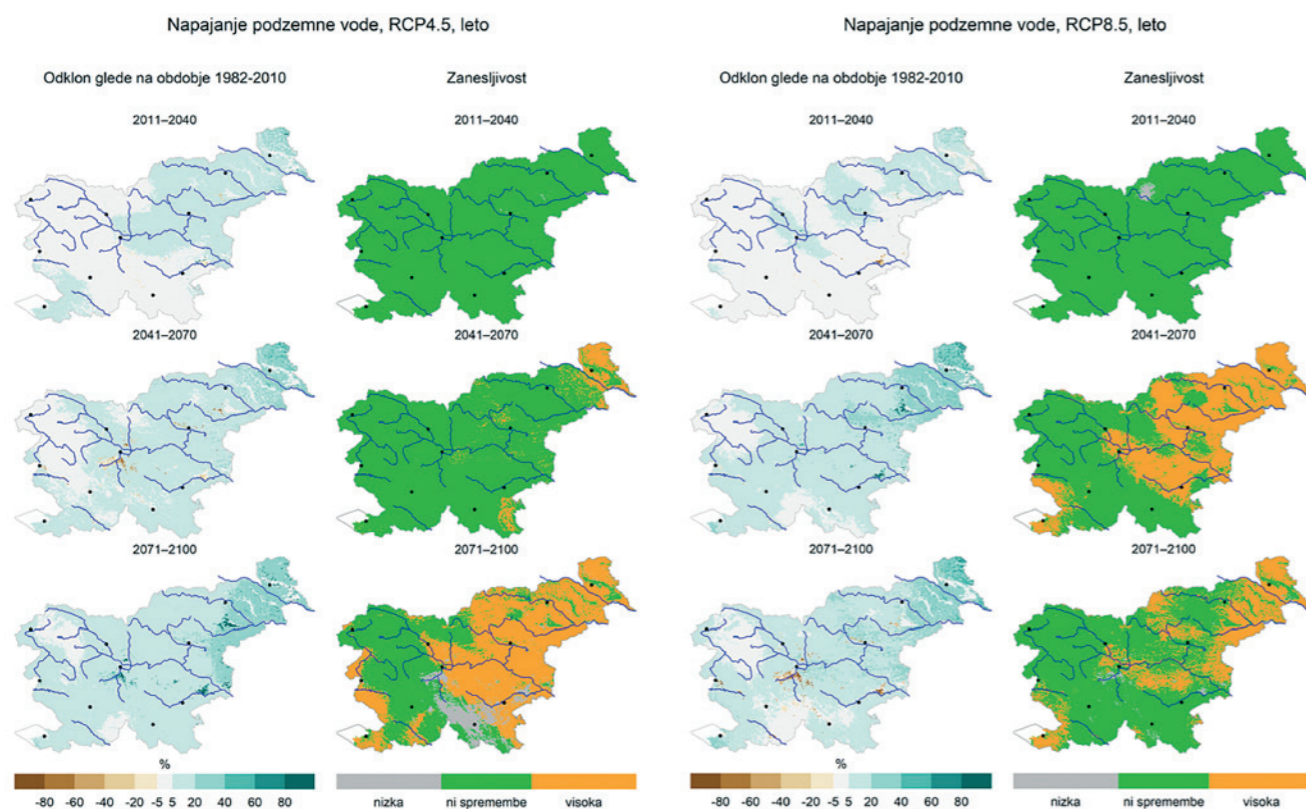 Napajanje podzemne vode, RCP4.5, leto
Napajanje podzemne vode, RCP8.5, leto
Odklon glede na obdobje 1982-2010
Zanesljivost
Odklon glede na obdobje 1982-2010
Zanesljivost
2011–2040
2011–2040
2011–2040
2011–2040
2041–2070
2041–2070
2041–2070
2041–2070
2071–2100
2071–2100
2071–2100
2071–2100
%
%
-80 -60 -40 -20 -5 5 20 40 60 80
nizka ni spremembe visoka
-80 -60 -40 -20 -5 5 20 40 60 80
nizka ni spremembe visoka